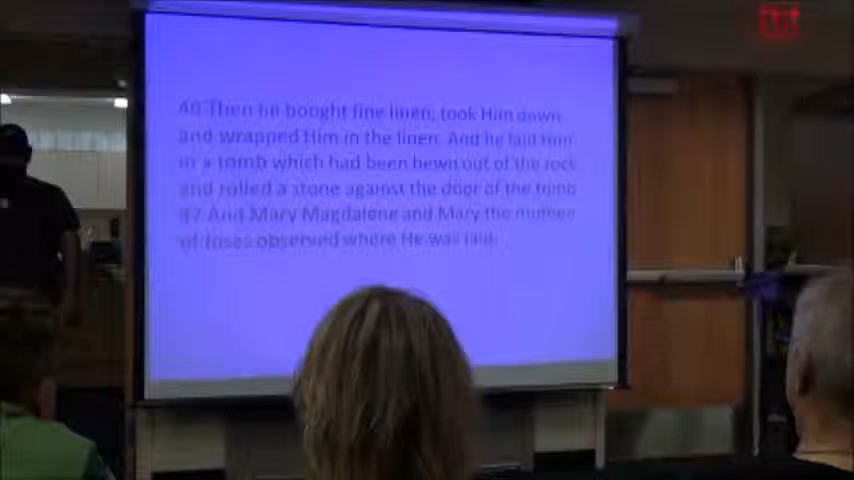 46 Then he bought fine linen, took Him down
and wrapped Him in the linen. And he laid Him
in a tomb which had been hewn out of the rock
and rolled a stone against the door of the tomb
47 And Mary Magdalene and Mary the mother
of Joses observed where He was laid.